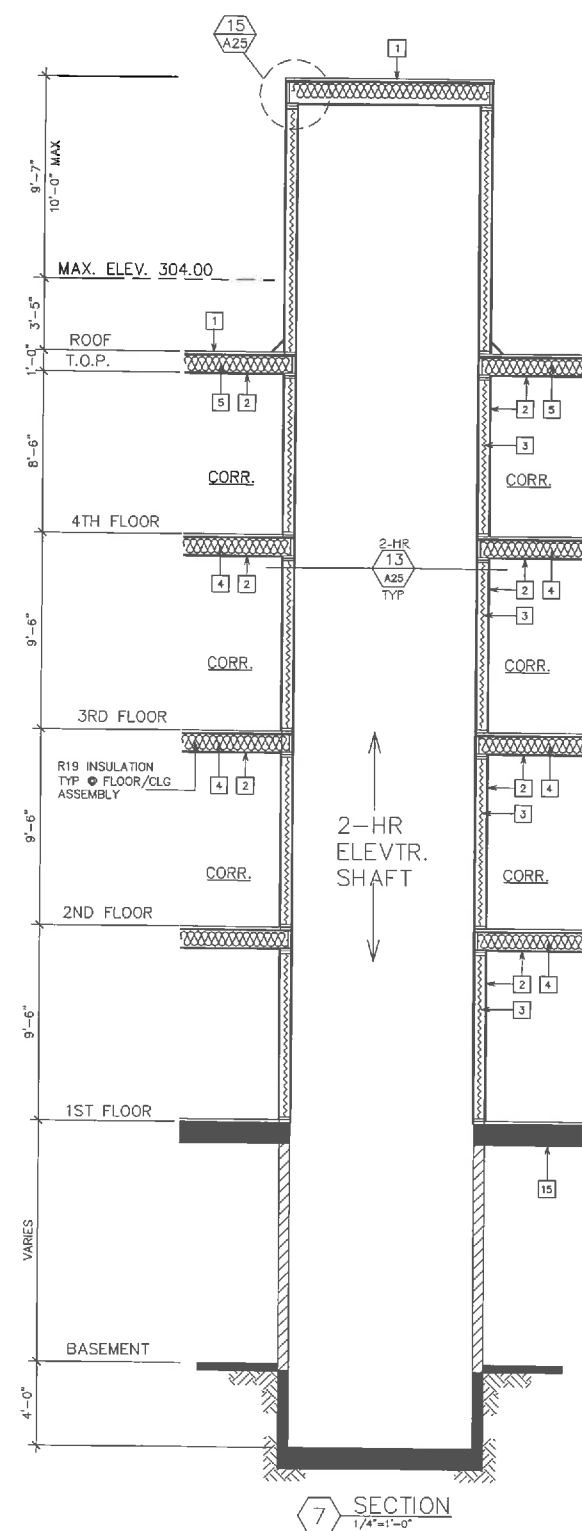 15
A25
1
9'-7"
10'-0" MAX
MAX. ELEV. 304.00
3'-5"
ROOF
1
1'-0"
T.O.P.
5 2
2 5
8'-6"
3
CORR.
CORR.
4TH FLOOR
2-HR
13
A25
TYP
4 2
2 4
9'-6"
3
CORR.
CORR.
3RD FLOOR
R19 INSULATION
TYP @ FLOOR/CLG
ASSEMBLY
4 2
2 4
9'-6"
3
2-HR
ELEVTR.
SHAFT
CORR.
CORR.
2ND FLOOR
2 4
9'-6"
3
1ST FLOOR
15
VARIES
BASEMENT
4'-0"
7 SECTION
1/4"=1'-0"